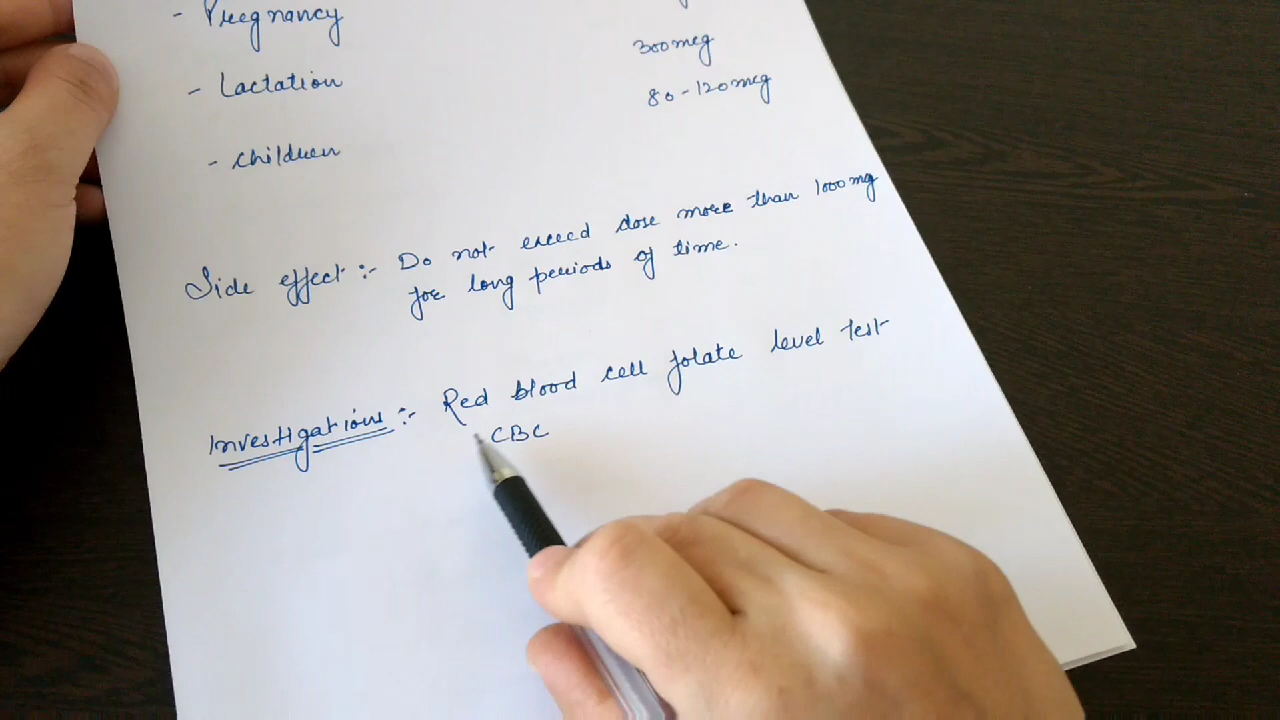 - Pregnancy
300mcg
- Lactation
80-120mcg
- children
Side effect :- Do not exceed dose more than 1000mg
for long periods of time.
Investigations :- Red blood cell folate level test
CBC